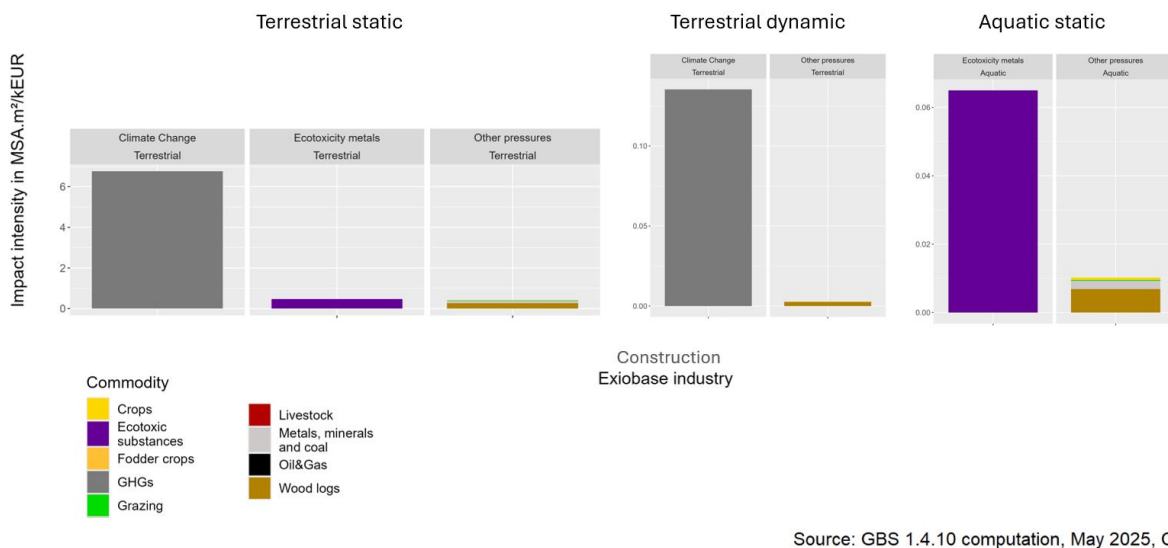 Terrestrial static
Terrestrial dynamic
Aquatic static
Impact intensity in MSA.m²/kEUR
Climate Change
Terrestrial
Ecotoxicity metals
Terrestrial
Other pressures
Terrestrial
6
4
2
0
Climate Change
Terrestrial
Other pressures
Terrestrial
0.10
0.05
0.00
Ecotoxicity metals
Aquatic
Other pressures
Aquatic
0.06
0.04
0.02
0.00
Construction
Exiobase industry
Commodity
Crops
Ecotoxic
substances
Fodder crops
GHGs
Grazing
Livestock
Metals, minerals
and coal
Oil&Gas
Wood logs
Source: GBS 1.4.10 computation, May 2025,